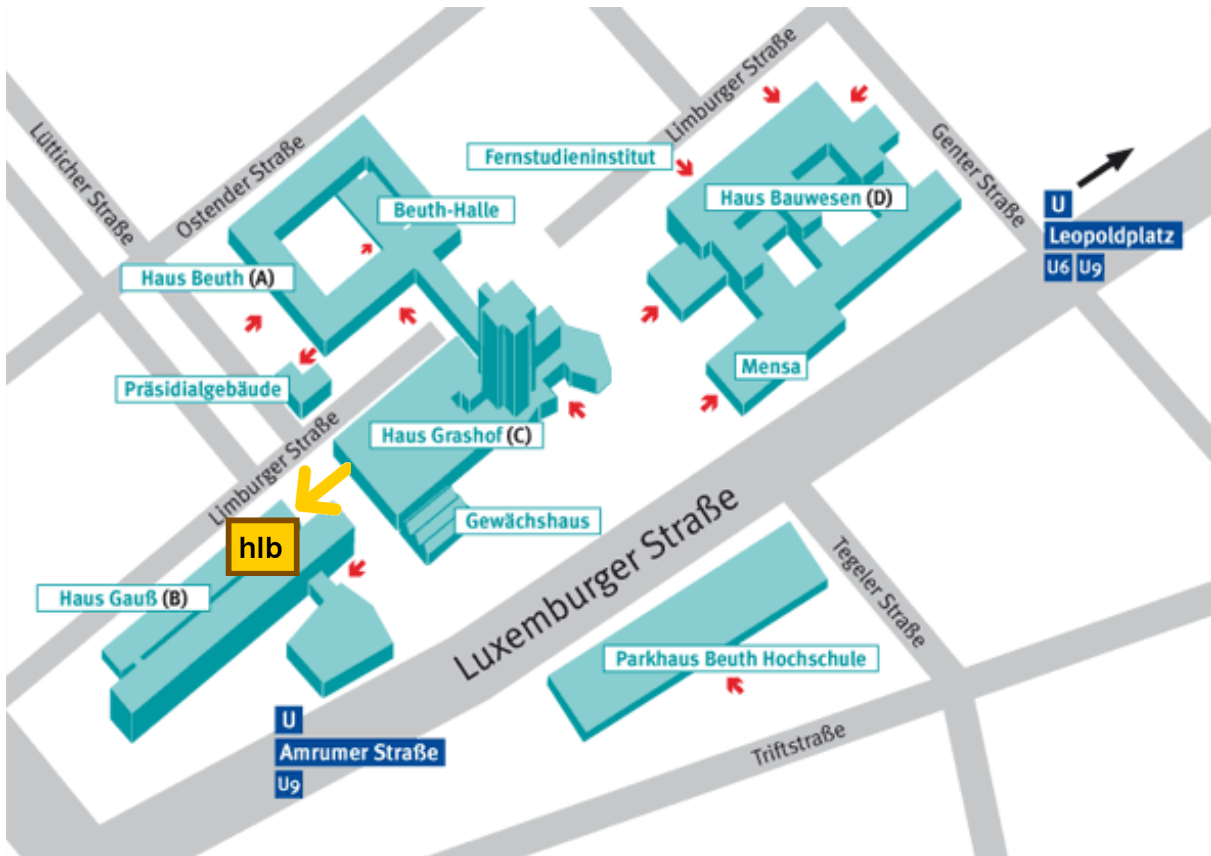 Limburger Straße
Lütticher Straße
Ostender Straße
Genter Straße
Fernstudieninstitut
Haus Bauwesen (D)
Beuth-Halle
U
Leopoldplatz
U6 U9
Haus Beuth (A)
Mensa
Präsidialgebäude
Haus Grashof (C)
Limburger Straße
Gewächshaus
hlb
Luxemburger Straße
Tegeler Straße
Haus Gauß (B)
Parkhaus Beuth Hochschule
U
Amrumer Straße
U9
Triftstraße